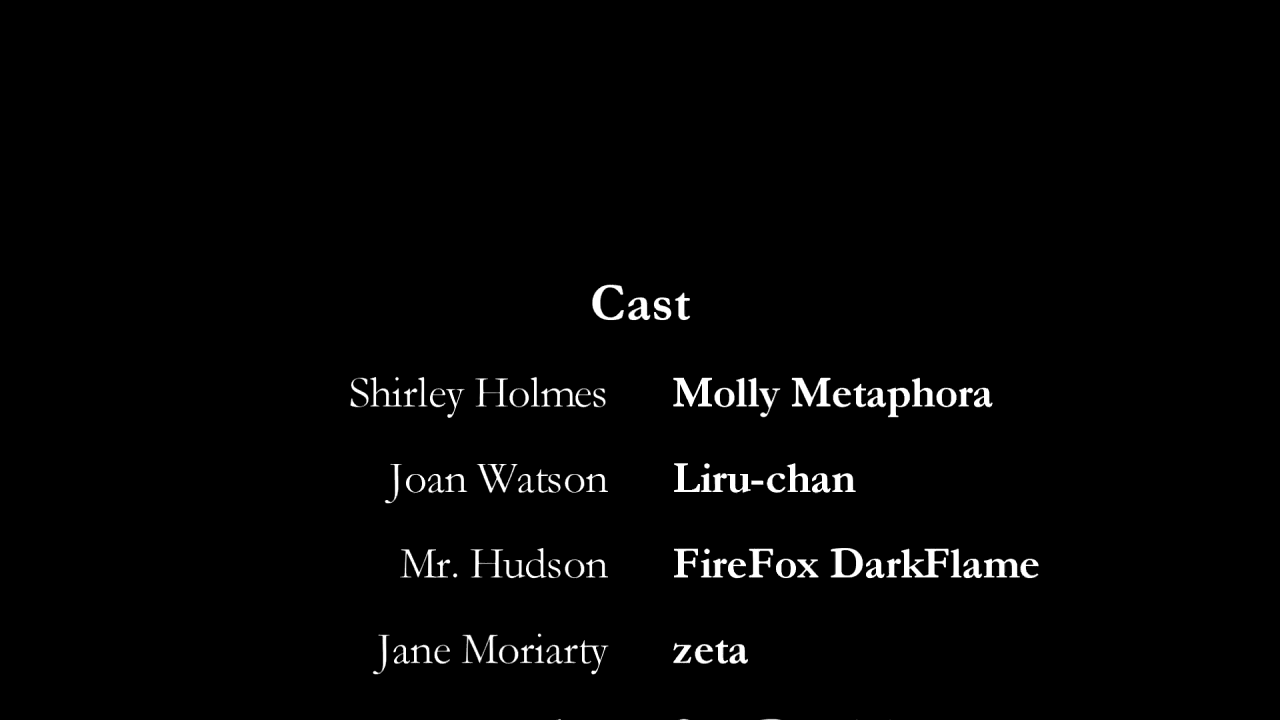 Cast
Shirley Holmes Molly Metaphora
Joan Watson Liru-chan
Mr. Hudson FireFox DarkFlame
Jane Moriarty zeta